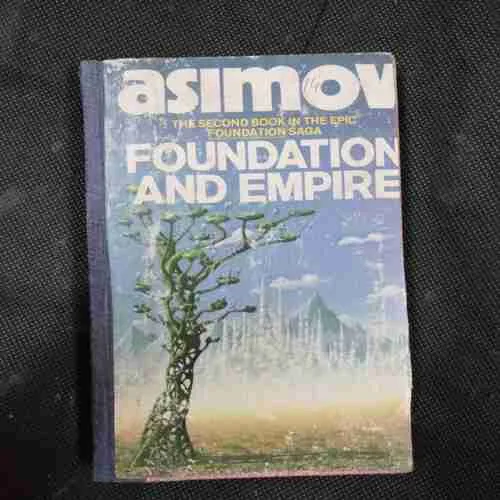 asimov
THE SECOND BOOK IN THE EPIC
FOUNDATION SAGA
FOUNDATION
AND EMPIRE